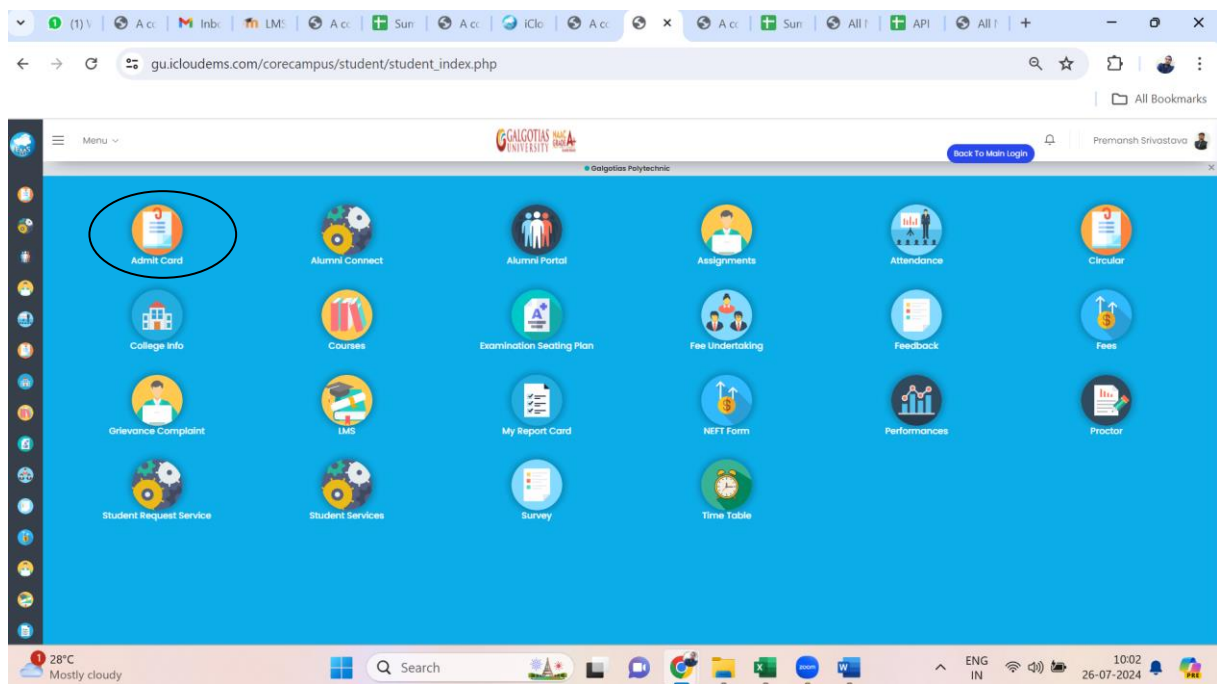 (1) \ A cc Inbc LMS A cc Sun A cc iClo A cc A cc Sun All API All
gu.icloudems.com/corecampus/student/student_index.php
All Bookmarks
Menu GALGOTIAS UNIVERSITY NAAC GRADE A+ Back To Main Login Premansh Srivastava
Galgotias Polytechnic
Admit Card Alumni Connect Alumni Portal Assignments Attendance Circular
College Info Courses Examination Seating Plan Fee Undertaking Feedback Fees
Grievance Complaint LMS My Report Card NEFT Form Performances Proctor
Student Request Service Student Services Survey Time Table
1 28°C Search ENG 10:02
Mostly cloudy IN 26-07-2024